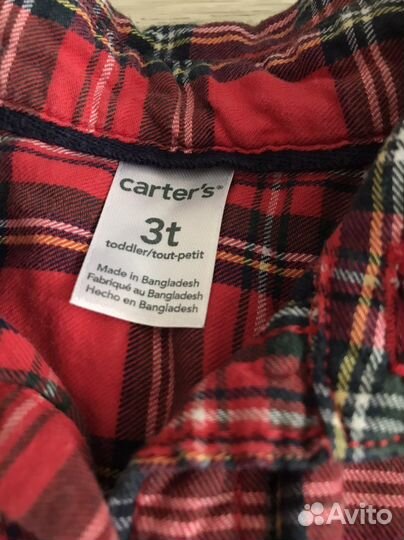 carter's®
3t
toddler/tout-petit
Made in Bangladesh
Fabriqué au Bangladesh
Hecho en Bangladesh
Avito